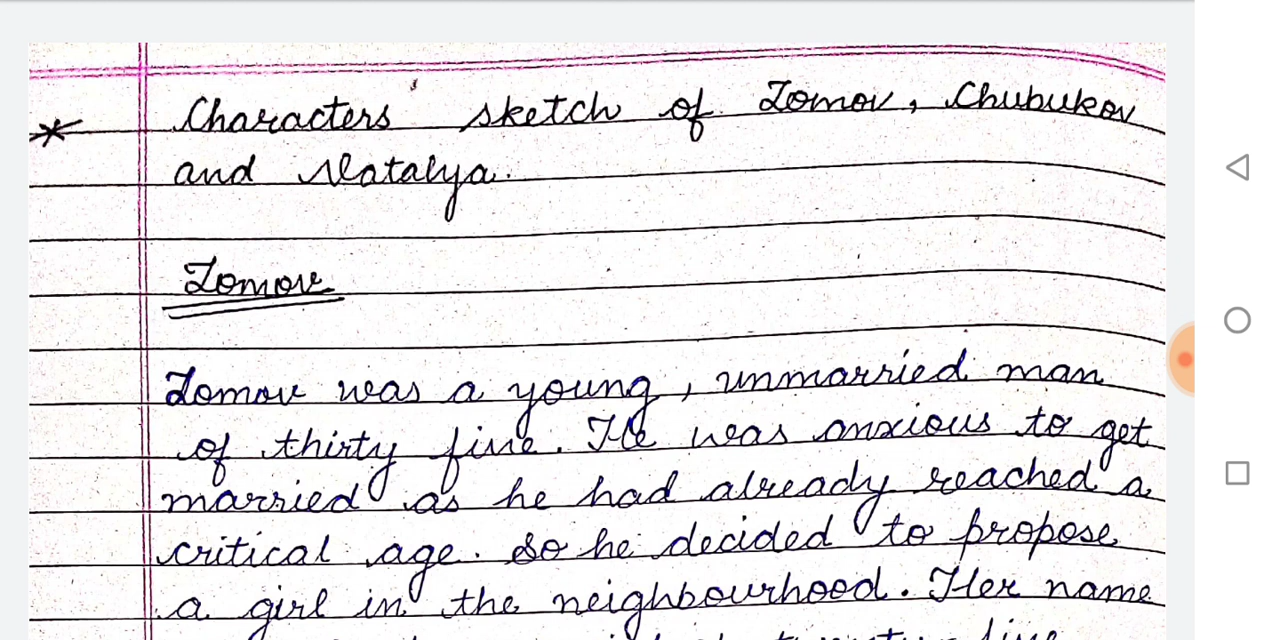 * Characters' sketch of Lomov, Chubukov
and Natalya.
Lomov
Lomov was a young, unmarried man
of thirty five. He was anxious to get
married as he had already reached a
critical age. So he decided to propose
a girl in the neighbourhood. Her name